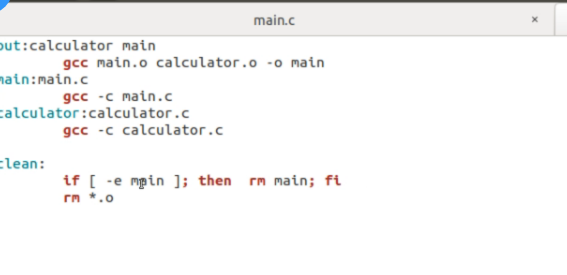 main.c ×
out:calculator main
gcc main.o calculator.o -o main
main:main.c
gcc -c main.c
calculator:calculator.c
gcc -c calculator.c
clean:
if [ -e main ]; then rm main; fi
rm *.o